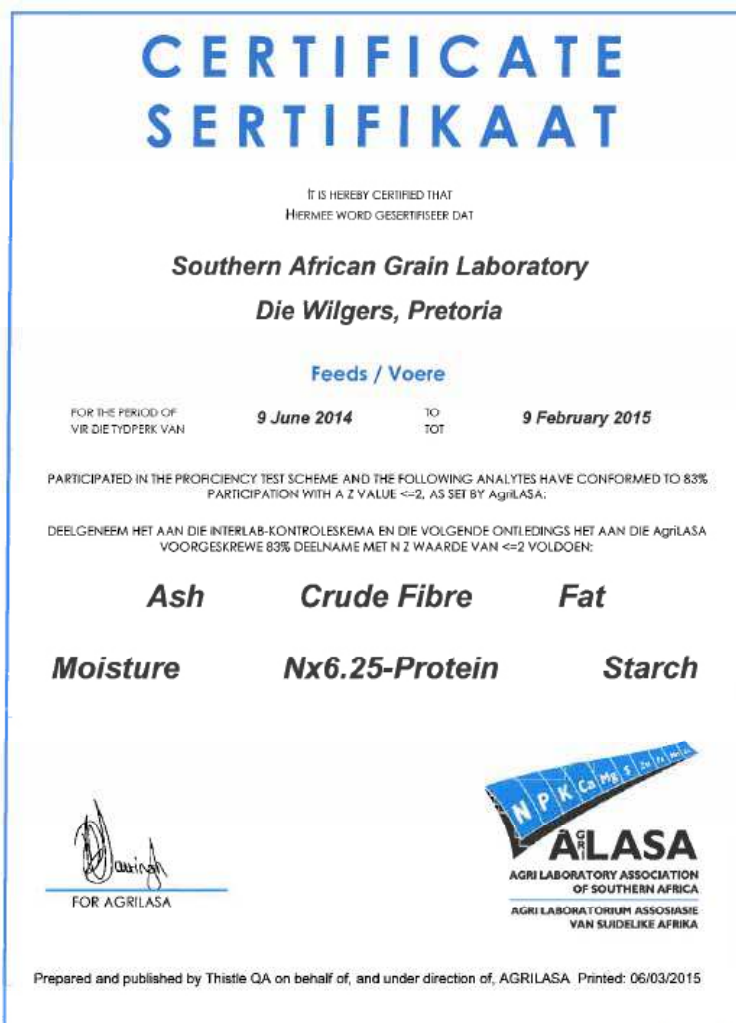 CERTIFICATE
SERTIFIKAAT
IT IS HEREBY CERTIFIED THAT
HIERMEE WORD GESERTIFISEER DAT
Southern African Grain Laboratory
Die Wilgers, Pretoria
Feeds / Voere
FOR THE PERIOD OF 9 June 2014 TO 9 February 2015
VIR DIE TYDPERK VAN TOT
PARTICIPATED IN THE PROFICIENCY TEST SCHEME AND THE FOLLOWING ANALYTES HAVE CONFORMED TO 83%
PARTICIPATION WITH A Z VALUE <=2, AS SET BY AgriLASA:
DEELGENEEM HET AAN DIE INTERLAB-KONTROLESKEMA EN DIE VOLGENDE ONTLEDINGS HET AAN DIE AgriLASA
VOORGESKREWE 83% DEELNAME MET N Z WAARDE VAN <=2 VOLDOEN:
Ash Crude Fibre Fat
Moisture Nx6.25-Protein Starch
N P K Ca Mg S Zn Fe
AGRILASA
AGRI LABORATORY ASSOCIATION
OF SOUTHERN AFRICA
AGRI LABORATORIUM ASSOSIASIE
VAN SUIDELIKE AFRIKA
FOR AGRILASA
Prepared and published by Thistle QA on behalf of, and under direction of, AGRILASA Printed: 06/03/2015